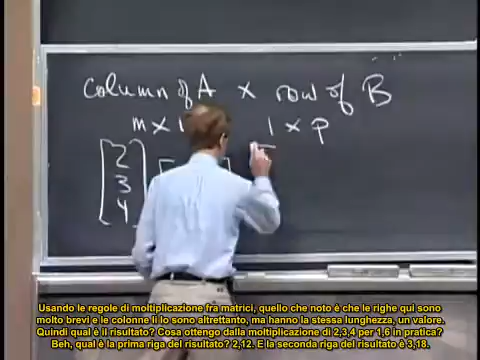 column of A x row of B
m x 1 1 x p
2
3
4
Usando le regole di moltiplicazione fra matrici, quello che noto è che le righe qui sono
molto brevi e le colonne li lo sono altrettanto, ma hanno la stessa lunghezza, un valore.
Quindi qual è il risultato? Cosa ottengo dalla moltiplicazione di 2,3,4 per 1,6 in pratica?
Beh, qual è la prima riga del risultato? 2,12. E la seconda riga del risultato è 3,18.